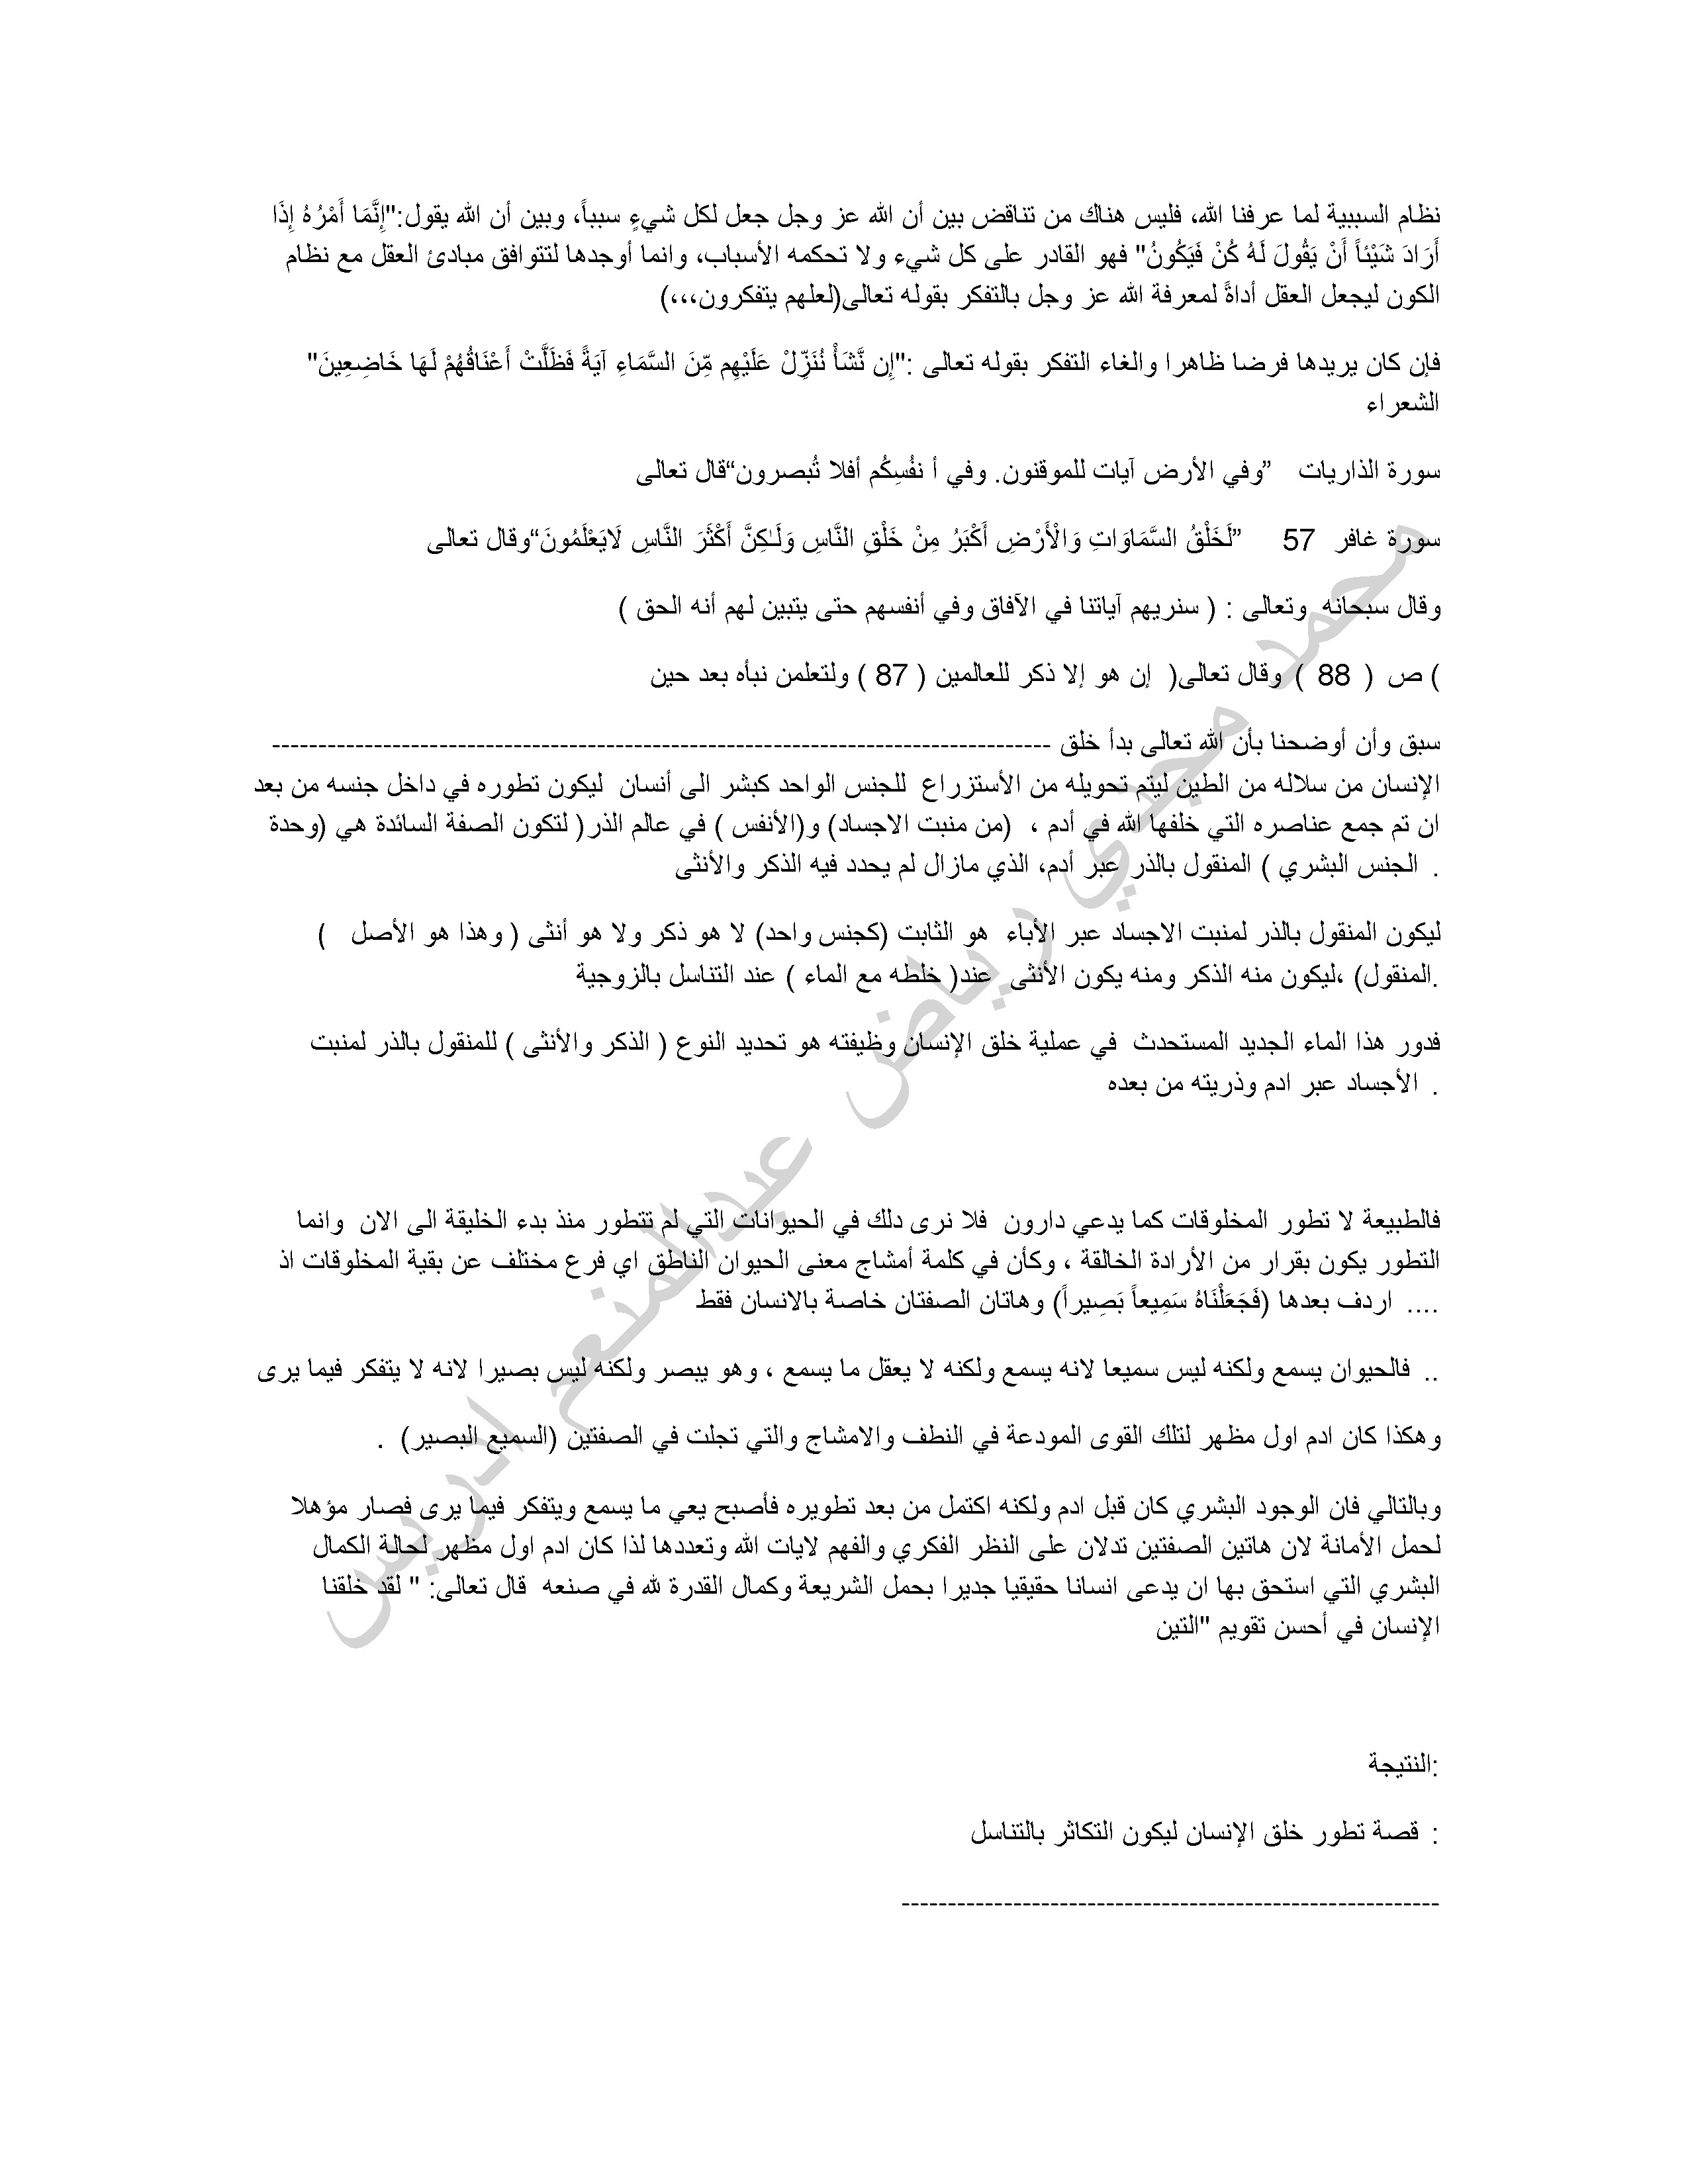 نظام السببية لما عرفنا الله، فليس هناك من تناقض بين أن الله عز وجل جعل لكل شيءٍ سبباً، وبين أن الله يقول:"إِنَّمَا أَمْرُهُ إِذَا
أَرَادَ شَيْئاً أَنْ يَقُولَ لَهُ كُنْ فَيَكُونُ" فهو القادر على كل شيء ولا تحكمه الأسباب، وانما أوجدها لتتوافق مبادئ العقل مع نظام
الكون ليجعل العقل أداةً لمعرفة الله عز وجل بالتفكر بقوله تعالى(لعلهم يتفكرون،،،)
فإن كان يريدها فرضا ظاهرا والغاء التفكر بقوله تعالى :"إِن نَّشَأْ نُنَزِّلْ عَلَيْهِم مِّنَ السَّمَاءِ آيَةً فَظَلَّتْ أَعْنَاقُهُمْ لَهَا خَاضِعِينَ"
الشعراء
سورة الذاريات ”وفي الأرض آيات للموقنون. وفي أ نفُسِكُم أفلا تُبصرون“قال تعالى
سورة غافر 57 ”لَخَلْقُ السَّمَاوَاتِ وَالْأَرْضِ أَكْبَرُ مِنْ خَلْقِ النَّاسِ وَلَـٰكِنَّ أَكْثَرَ النَّاسِ لَايَعْلَمُونَ“وقال تعالى
وقال سبحانه وتعالى : ( سنريهم آياتنا في الآفاق وفي أنفسهم حتى يتبين لهم أنه الحق )
) ص ( 88 ) وقال تعالى( إن هو إلا ذكر للعالمين ( 87 ) ولتعلمن نبأه بعد حين
سبق وأن أوضحنا بأن الله تعالى بدأ خلق -----------------------------------------------------------------------------------
الإنسان من سلاله من الطين ليتم تحويله من الأستزراع للجنس الواحد كبشر الى أنسان ليكون تطوره في داخل جنسه من بعد
ان تم جمع عناصره التي خلفها الله في أدم ، (من منبت الاجساد) و(الأنفس ) في عالم الذر( لتكون الصفة السائدة هي (وحدة
. الجنس البشري ) المنقول بالذر عبر أدم، الذي مازال لم يحدد فيه الذكر والأنثى
ليكون المنقول بالذر لمنبت الاجساد عبر الأباء هو الثابت (كجنس واحد) لا هو ذكر ولا هو أنثى ( وهذا هو الأصل )
.المنقول) ،ليكون منه الذكر ومنه يكون الأنثى عند( خلطه مع الماء ) عند التناسل بالزوجية
فدور هذا الماء الجديد المستحدث في عملية خلق الإنسان وظيفته هو تحديد النوع ( الذكر والأنثى ) للمنقول بالذر لمنبت
. الأجساد عبر ادم وذريته من بعده
فالطبيعة لا تطور المخلوقات كما يدعي دارون فلا نرى دلك في الحيوانات التي لم تتطور منذ بدء الخليقة الى الان وانما
التطور يكون بقرار من الأرادة الخالقة ، وكأن في كلمة أمشاج معنى الحيوان الناطق اي فرع مختلف عن بقية المخلوقات اذ
.... اردف بعدها (فَجَعَلْنَاهُ سَمِيعاً بَصِيراً) وهاتان الصفتان خاصة بالانسان فقط
.. فالحيوان يسمع ولكنه ليس سميعا لانه يسمع ولكنه لا يعقل ما يسمع ، وهو يبصر ولكنه ليس بصيرا لانه لا يتفكر فيما يرى
وهكذا كان ادم اول مظهر لتلك القوى المودعة في النطف والامشاج والتي تجلت في الصفتين (السميع البصير) .
وبالتالي فان الوجود البشري كان قبل ادم ولكنه اكتمل من بعد تطويره فأصبح يعي ما يسمع ويتفكر فيما يرى فصار مؤهلا
لحمل الأمانة لان هاتين الصفتين تدلان على النظر الفكري والفهم لايات الله وتعددها لذا كان ادم اول مظهر لحالة الكمال
البشري التي استحق بها ان يدعى انسانا حقيقيا جديرا بحمل الشريعة وكمال القدرة لله في صنعه قال تعالى: " لقد خلقنا
الإنسان في أحسن تقويم "التين
:النتيجة
: قصة تطور خلق الإنسان ليكون التكاثر بالتناسل
----------------------------------------------------------
محمد مجدي رياض عبدالمنعم ادريس